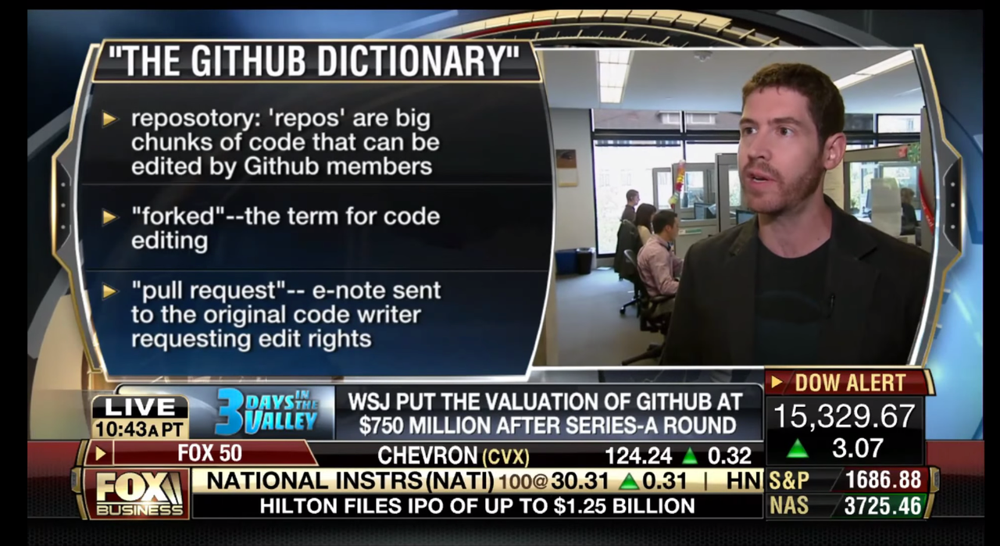 "THE GITHUB DICTIONARY"
reposotory: 'repos' are big
chunks of code that can be
edited by Github members
"forked"--the term for code
editing
"pull request"-- e-note sent
to the original code writer
requesting edit rights
LIVE
10:43A PT
3 DAYS IN THE VALLEY
WSJ PUT THE VALUATION OF GITHUB AT
$750 MILLION AFTER SERIES-A ROUND
DOW ALERT
15,329.67
▲ 3.07
FOX 50
CHEVRON (CVX) 124.24 ▲ 0.32
NATIONAL INSTRS (NATI) 100@ 30.31 ▲ 0.31 | HN
S&P 1686.88
FOX
BUSINESS
HILTON FILES IPO OF UP TO $1.25 BILLION
NAS 3725.46